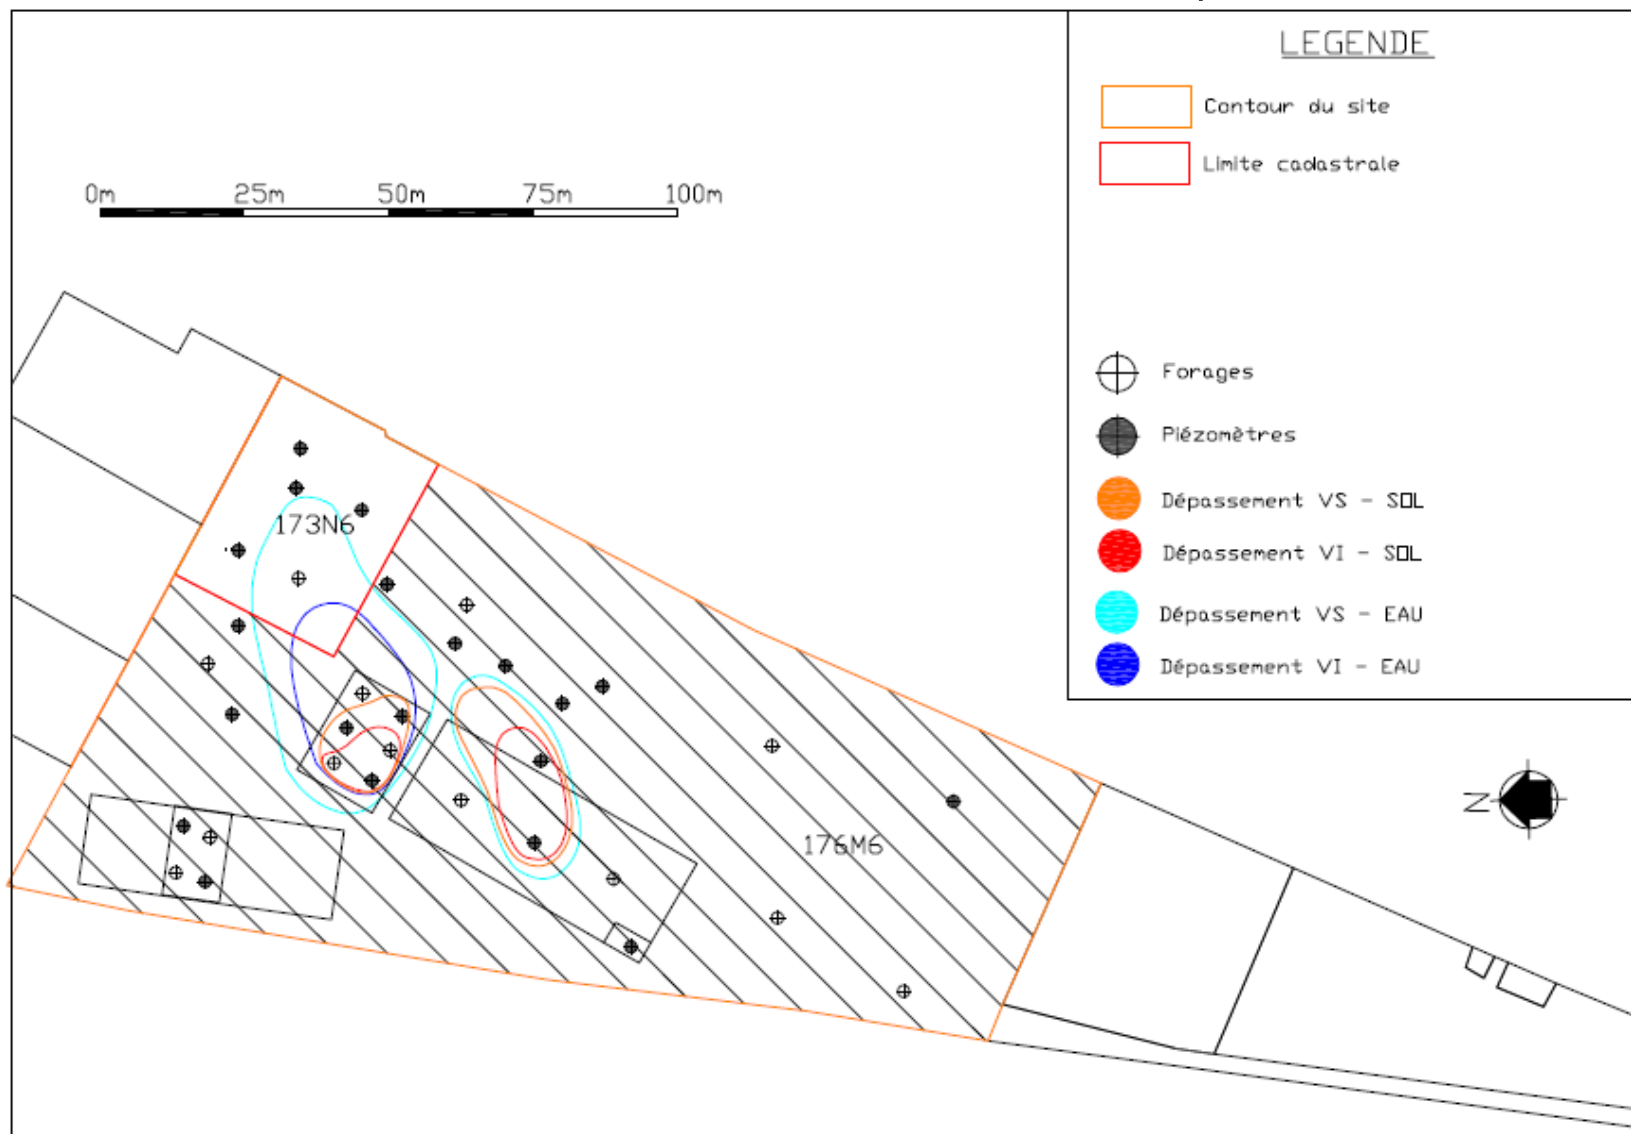 LEGENDE
Contour du site
Limite cadastrale
0m 25m 50m 75m 100m
Forages
Piézomètres
Dépassement VS - SOL
173N6
Dépassement VI - SOL
Dépassement VS - EAU
Dépassement VI - EAU
N
176M6